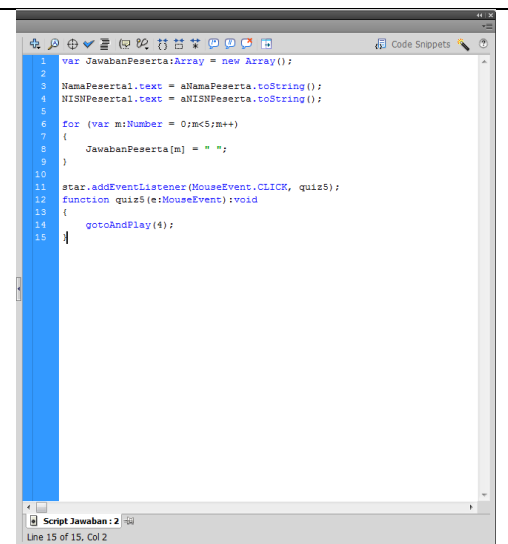 Code Snippets
1 var JawabanPeserta:Array = new Array();
2
3 NamaPeserta1.text = aNamaPeserta.toString();
4 NISNPeserta1.text = aNISNPeserta.toString();
5
6 for (var m:Number = 0;m<5;m++)
7 {
8 JawabanPeserta[m] = " ";
9 }
10
11 star.addEventListener(MouseEvent.CLICK, quiz5);
12 function quiz5(e:MouseEvent):void
13 {
14 gotoAndPlay(4);
15 }
Script Jawaban : 2
Line 15 of 15, Col 2